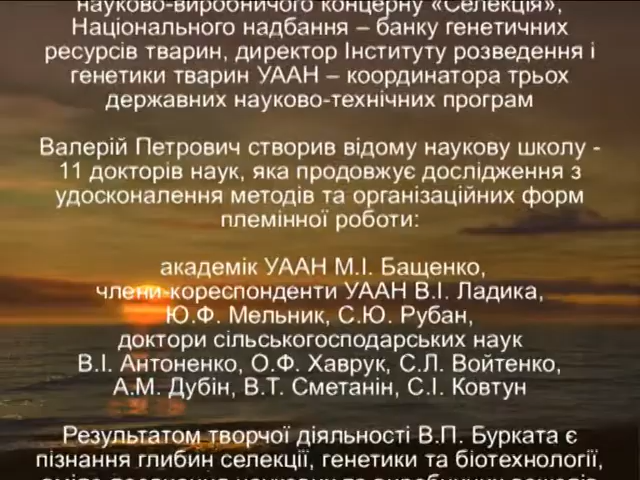 науково-виробничого концерну «Селекція»,
Національного надбання – банку генетичних
ресурсів тварин, директор Інституту розведення і
генетики тварин УААН – координатора трьох
державних науково-технічних програм
Валерій Петрович створив відому наукову школу -
11 докторів наук, яка продовжує дослідження з
удосконалення методів та організаційних форм
племінної роботи:
академік УААН М.І. Бащенко,
члени-кореспонденти УААН В.І. Ладика,
Ю.Ф. Мельник, С.Ю. Рубан,
доктори сільськогосподарських наук
В.І. Антоненко, О.Ф. Хаврук, С.Л. Войтенко,
А.М. Дубін, В.Т. Сметанін, С.І. Ковтун
Результатом творчої діяльності В.П. Бурката є
пізнання глибин селекції, генетики та біотехнології,